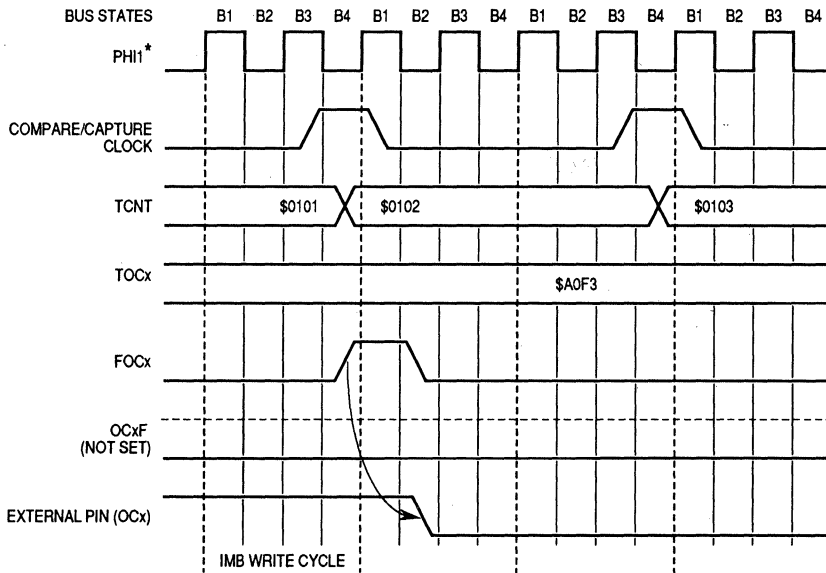 BUS STATES B1 B2 B3 B4 B1 B2 B3 B4 B1 B2 B3 B4 B1 B2 B3 B4
PHI1*
COMPARE/CAPTURE
CLOCK
TCNT $0101 $0102 $0103
TOCx $A0F3
FOCx
OCxF
(NOT SET)
EXTERNAL PIN (OCx)
IMB WRITE CYCLE